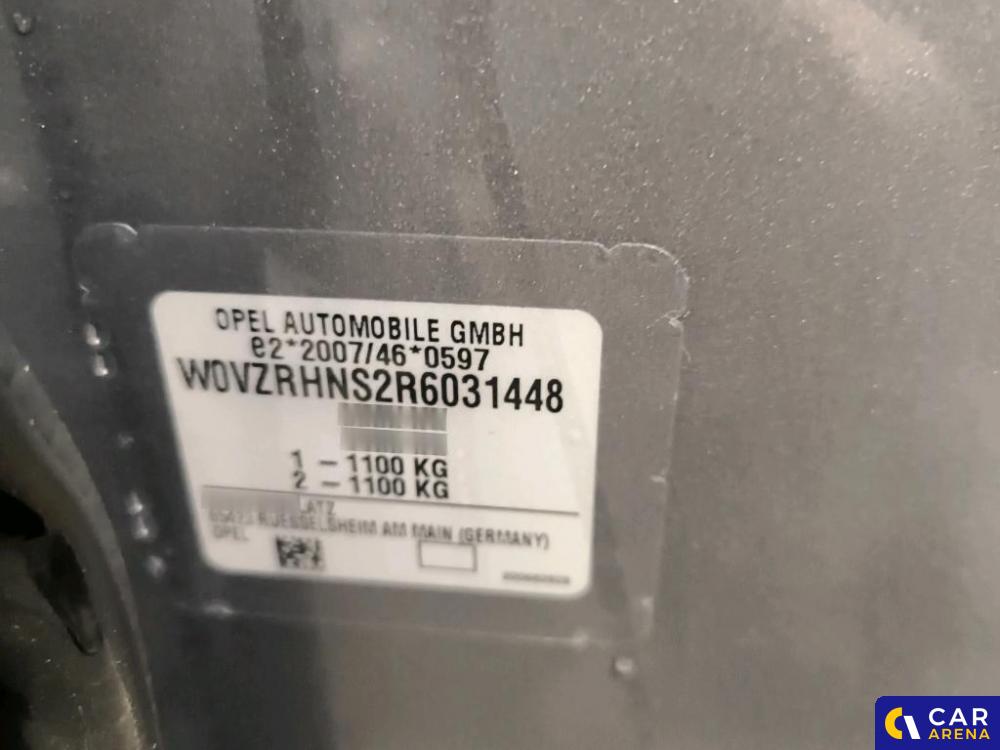 OPEL AUTOMOBILE GMBH
e2*2007/46*0597
W0VZRHNS2R6031448
1 - 1100 KG
2 - 1100 KG
LATZ
RUESSELSHEIM AM MAIN (GERMANY)
OPEL
CAR
ARENA